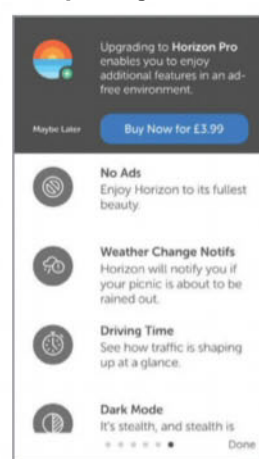 Upgrading to Horizon Pro
enables you to enjoy
additional features in an ad-
free environment.
Maybe Later
Buy Now for £3.99
No Ads
Enjoy Horizon to its fullest
beauty.
Weather Change Notifs
Horizon will notify you if
your picnic is about to be
rained out.
Driving Time
See how traffic is shaping
up at a glance.
Dark Mode
It's stealth, and stealth is
Done